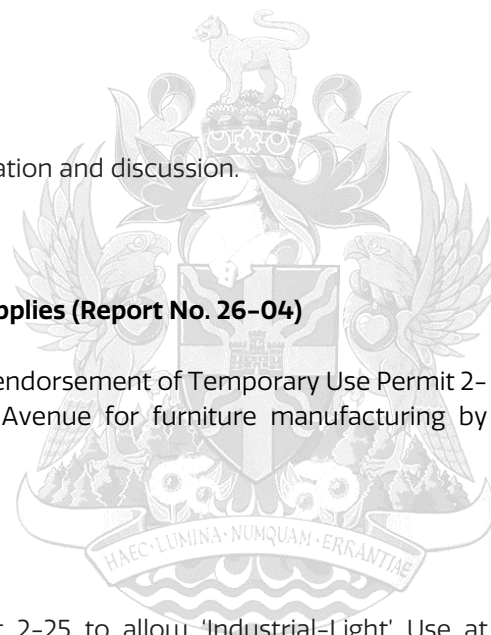 ation and discussion.
pplies (Report No. 26-04)
endorsement of Temporary Use Permit 2-
Avenue for furniture manufacturing by
HAEC · LUMINA · NUMQUAM · ERRANTIAE
t 2-25 to allow 'Industrial-Light' Use at